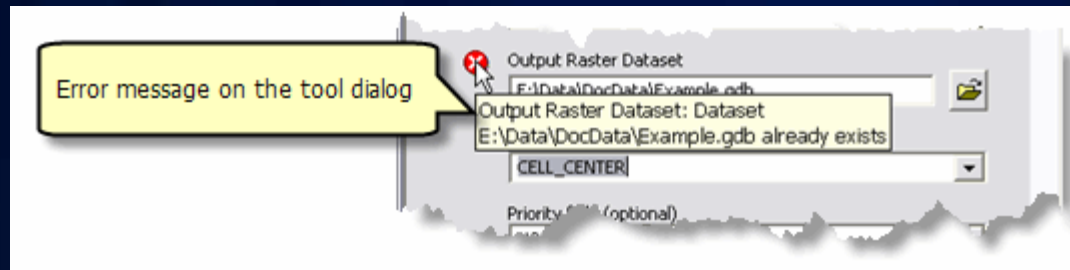 Error message on the tool dialog
Output Raster Dataset
E:\Data\DocData\Example.gdb
Output Raster Dataset: Dataset
E:\Data\DocData\Example.gdb already exists
CELL_CENTER
Priority (optional)